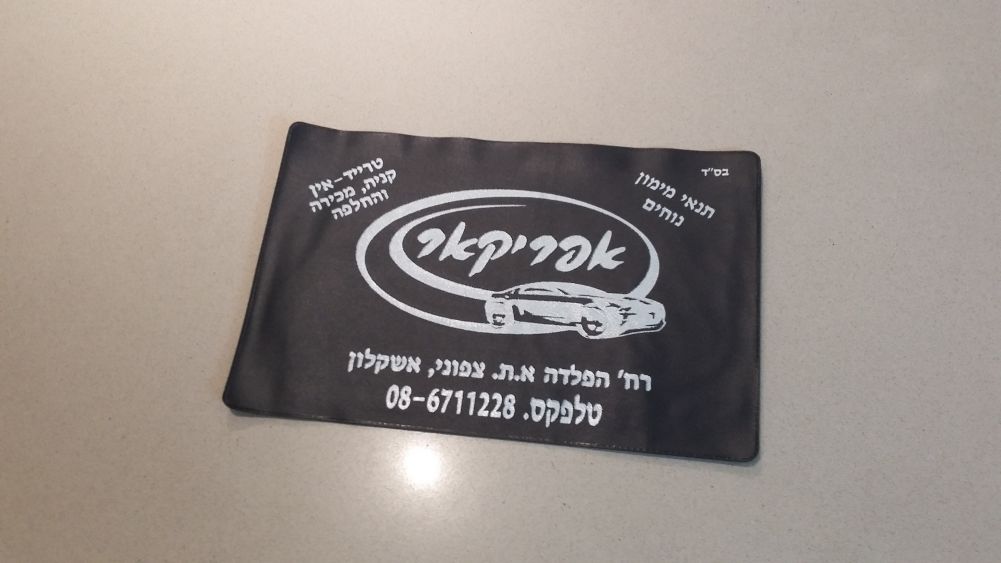 בס"ד
תנאי מימון
נוחים
טרייד-אין
קניה, מכירה
והחלפה
אפריקאר
רח' הפלדה א.ת. צפוני, אשקלון
טלפקס. 08-6711228